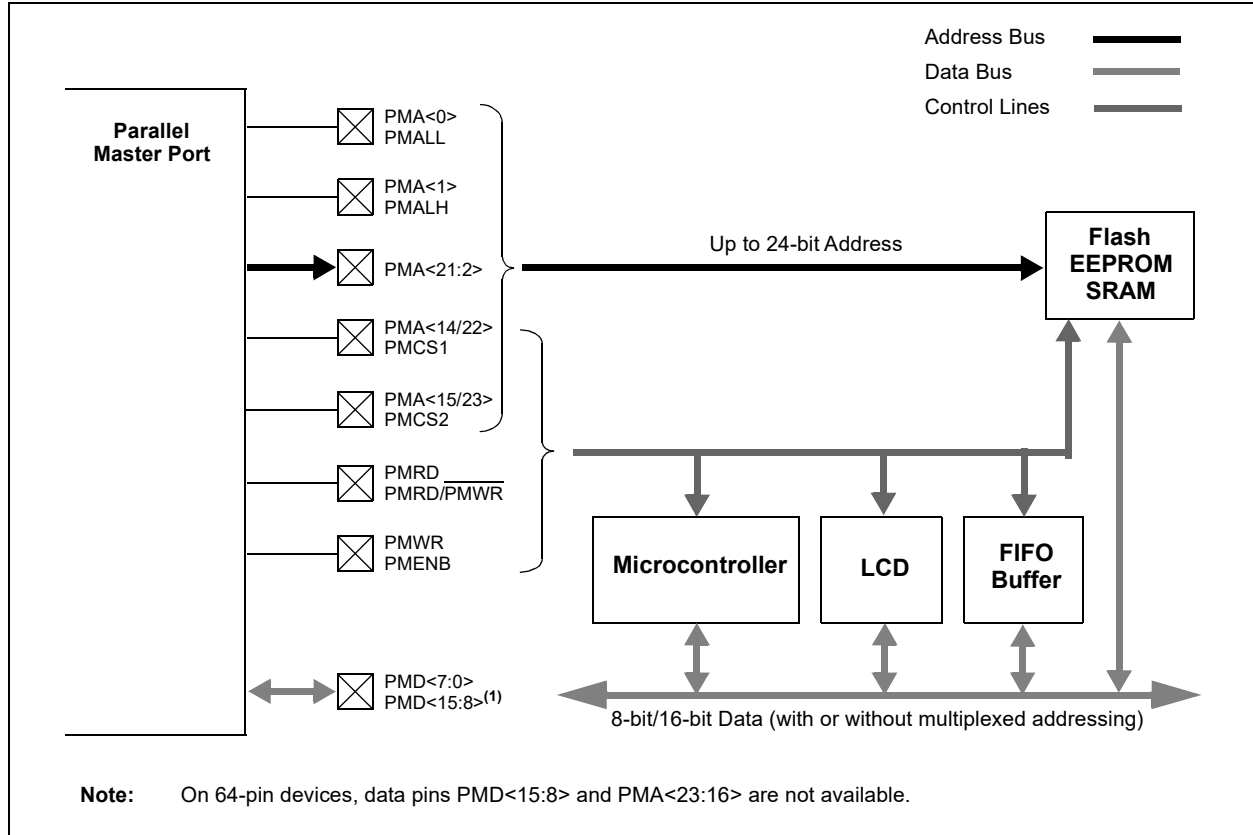 Address Bus
Data Bus
Control Lines
Parallel
Master Port
PMA<0>
PMALL
PMA<1>
PMALH
PMA<21:2>
PMA<14/22>
PMCS1
PMA<15/23>
PMCS2
PMRD
PMRD/PMWR
PMWR
PMENB
PMD<7:0>
PMD<15:8>(1)
Up to 24-bit Address
Flash
EEPROM
SRAM
Microcontroller
LCD
FIFO
Buffer
8-bit/16-bit Data (with or without multiplexed addressing)
Note: On 64-pin devices, data pins PMD<15:8> and PMA<23:16> are not available.